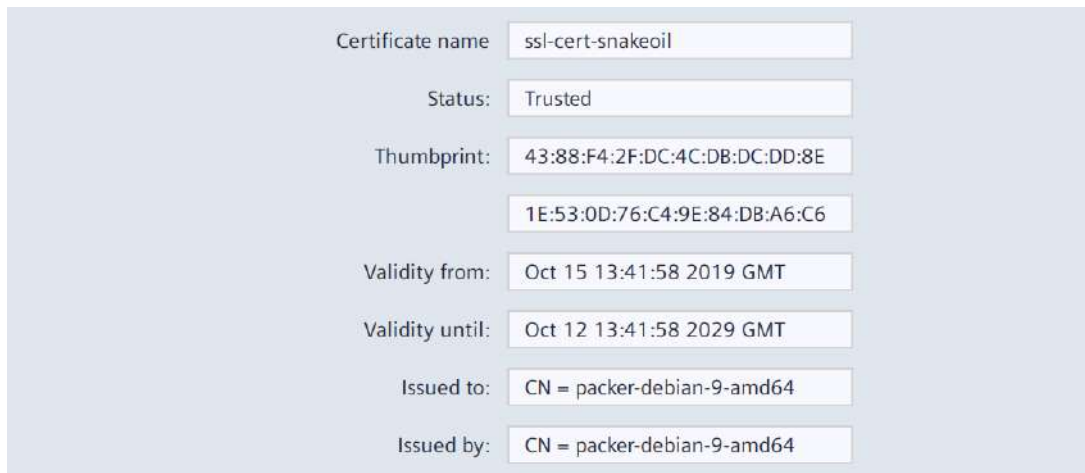 Certificate name ssl-cert-snakeoil
Status: Trusted
Thumbprint: 43:88:F4:2F:DC:4C:DB:DC:DD:8E
1E:53:0D:76:C4:9E:84:DB:A6:C6
Validity from: Oct 15 13:41:58 2019 GMT
Validity until: Oct 12 13:41:58 2029 GMT
Issued to: CN = packer-debian-9-amd64
Issued by: CN = packer-debian-9-amd64